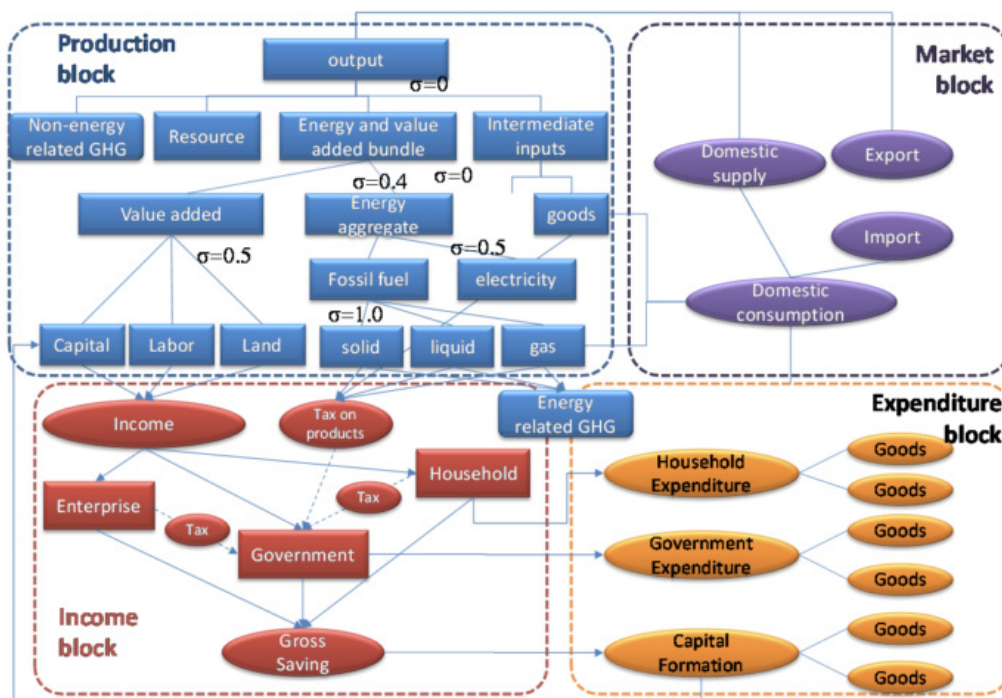 Production
block
output
σ=0
Non-energy
related GHG
Resource
Energy and value
added bundle
Intermediate
inputs
σ=0.4
σ=0
Value added
Energy
aggregate
goods
σ=0.5
σ=0.5
Fossil fuel
electricity
σ=1.0
Capital
Labor
Land
solid
liquid
gas
Market
block
Domestic
supply
Export
Import
Domestic
consumption
Income
Tax on
products
Energy
related GHG
Household
Enterprise
Tax
Tax
Government
Income
block
Gross
Saving
Expenditure
block
Household
Expenditure
Goods
Goods
Government
Expenditure
Goods
Goods
Capital
Formation
Goods
Goods